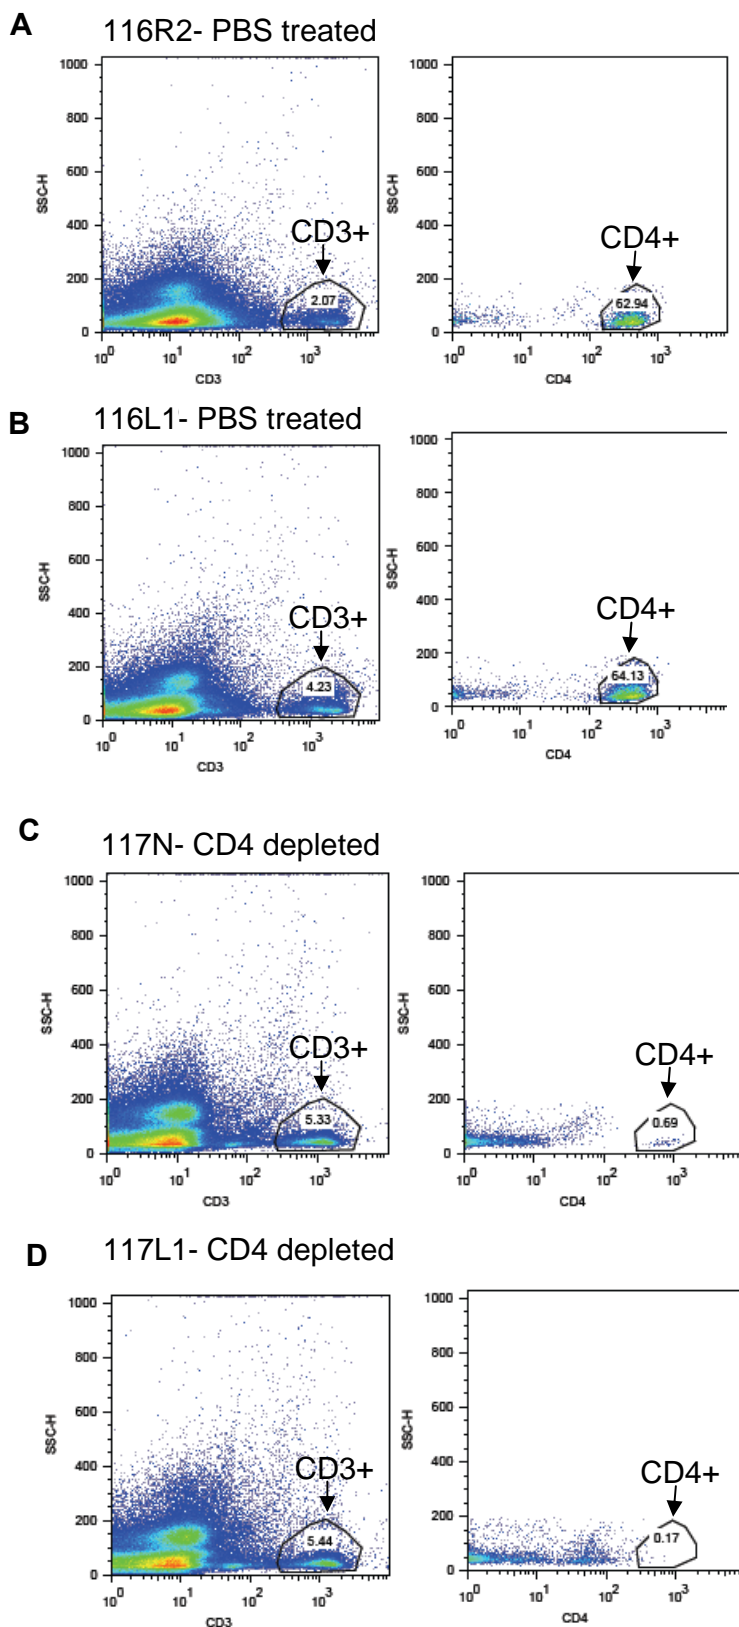 A
116R2- PBS treated
1000
800
600
400
200
0
SSC-H
CD3+
2.07
10^0
10^1
10^2
10^3
CD3
1000
800
600
400
200
0
SSC-H
CD4+
62.94
10^0
10^1
10^2
10^3
CD4
B
116L1- PBS treated
1000
800
600
400
200
0
SSC-H
CD3+
4.23
10^0
10^1
10^2
10^3
CD3
1000
800
600
400
200
0
SSC-H
CD4+
64.13
10^0
10^1
10^2
10^3
CD4
C
117N- CD4 depleted
1000
800
600
400
200
0
SSC-H
CD3+
5.33
10^0
10^1
10^2
10^3
CD3
1000
800
600
400
200
0
SSC-H
CD4+
0.69
10^0
10^1
10^2
10^3
CD4
D
117L1- CD4 depleted
1000
800
600
400
200
0
SSC-H
CD3+
5.44
10^0
10^1
10^2
10^3
CD3
1000
800
600
400
200
0
SSC-H
CD4+
0.17
10^0
10^1
10^2
10^3
CD4